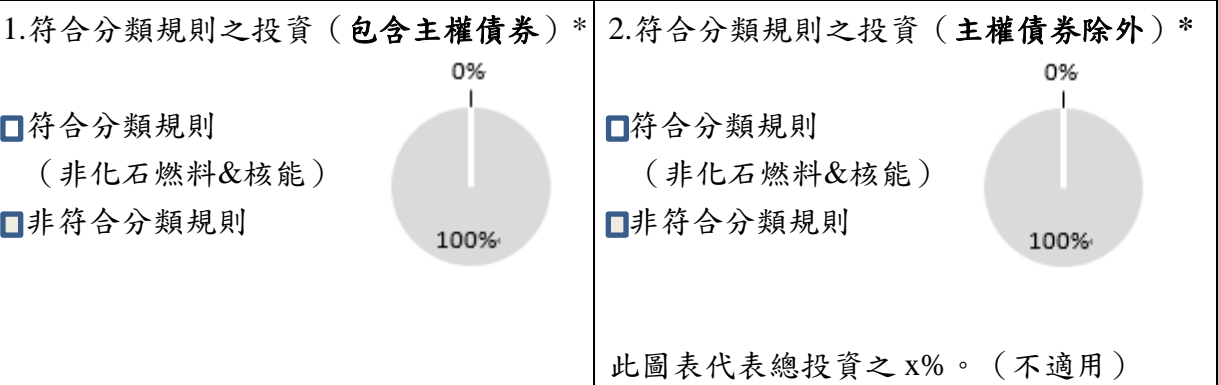 1.符合分類規則之投資（包含主權債券）*
0%
符合分類規則
（非化石燃料&核能）
非符合分類規則
100%
2.符合分類規則之投資（主權債券除外）*
0%
符合分類規則
（非化石燃料&核能）
非符合分類規則
100%
此圖表代表總投資之 x%。（不適用）